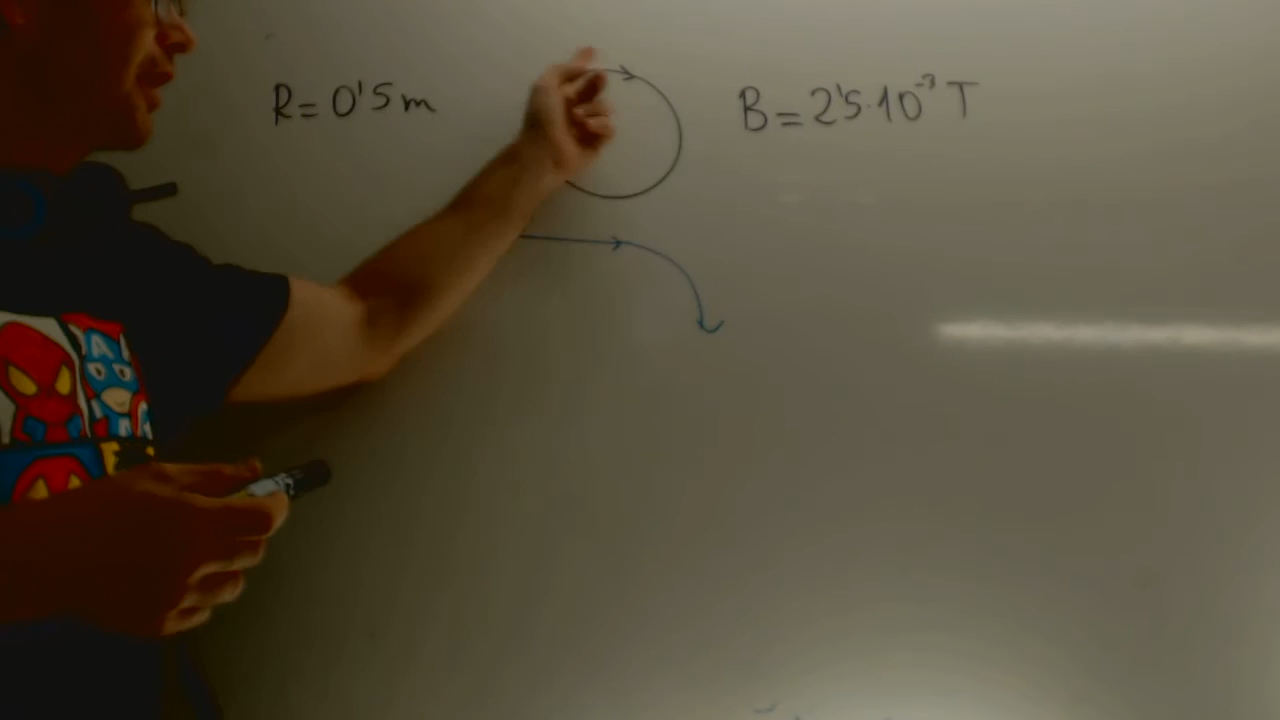 R = 0'5 m
B = 2'5·10⁻³ T